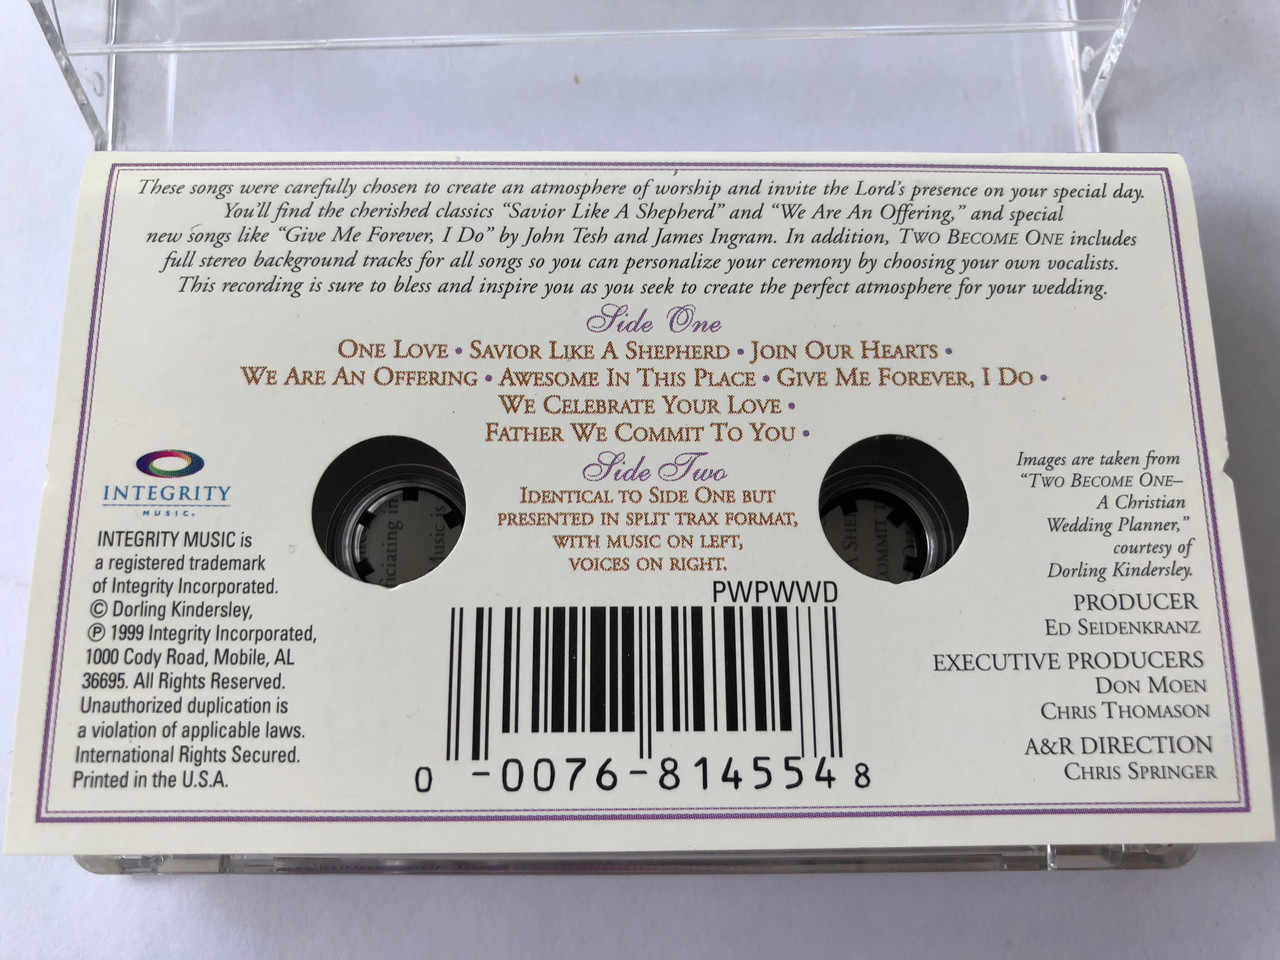 These songs were carefully chosen to create an atmosphere of worship and invite the Lord's presence on your special day.
You'll find the cherished classics "Savior Like A Shepherd" and "We Are An Offering," and special
new songs like "Give Me Forever, I Do" by John Tesh and James Ingram. In addition, TWO BECOME ONE includes
full stereo background tracks for all songs so you can personalize your ceremony by choosing your own vocalists.
This recording is sure to bless and inspire you as you seek to create the perfect atmosphere for your wedding.
Side One
ONE LOVE • SAVIOR LIKE A SHEPHERD • JOIN OUR HEARTS •
WE ARE AN OFFERING • AWESOME IN THIS PLACE • GIVE ME FOREVER, I DO •
WE CELEBRATE YOUR LOVE •
FATHER WE COMMIT TO YOU •
Side Two
IDENTICAL TO SIDE ONE BUT
PRESENTED IN SPLIT TRAX FORMAT,
WITH MUSIC ON LEFT,
VOICES ON RIGHT.
INTEGRITY
MUSIC®
INTEGRITY MUSIC is
a registered trademark
of Integrity Incorporated.
© Dorling Kindersley,
℗ 1999 Integrity Incorporated,
1000 Cody Road, Mobile, AL
36695. All Rights Reserved.
Unauthorized duplication is
a violation of applicable laws.
International Rights Secured.
Printed in the U.S.A.
PWPWWD
0-0076-8145548
Images are taken from
"TWO BECOME ONE–
A Christian
Wedding Planner,"
courtesy of
Dorling Kindersley.
PRODUCER
ED SEIDENKRANZ
EXECUTIVE PRODUCERS
DON MOEN
CHRIS THOMASON
A&R DIRECTION
CHRIS SPRINGER
Music is